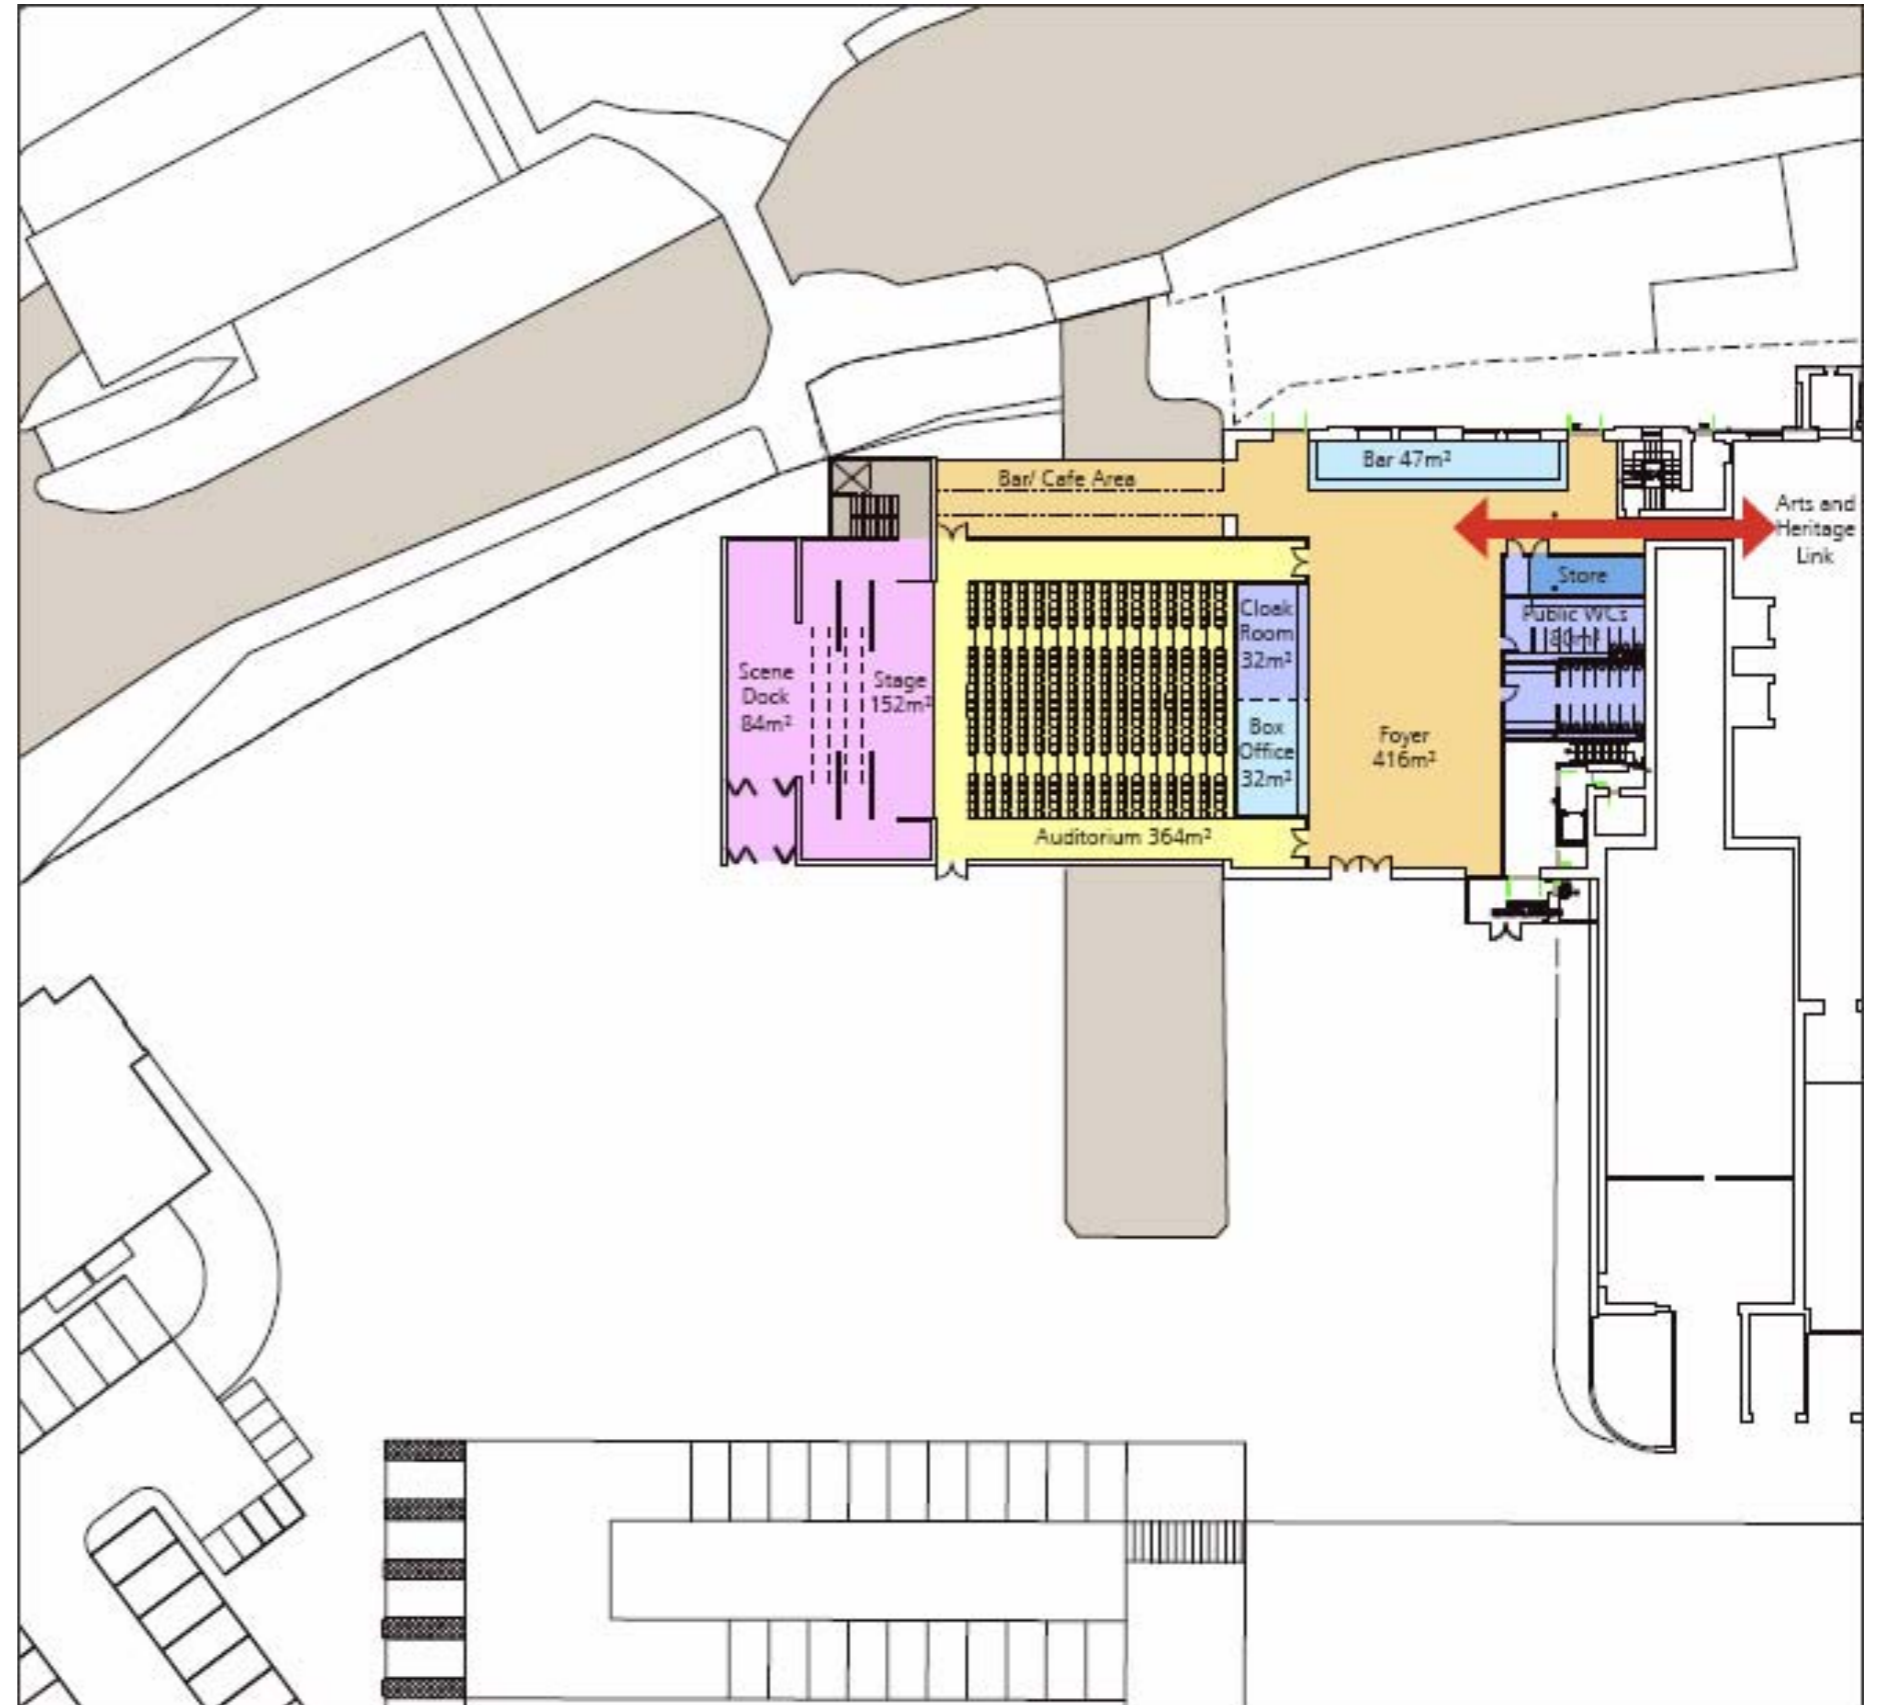 Bar 47m²
Bar/ Cafe Area
Arts and
Heritage
Link
Store
Public WCs
80m²
Cloak
Room
32m²
Scene
Dock
84m²
Stage
152m²
Box
Office
32m²
Foyer
416m²
Auditorium 364m²